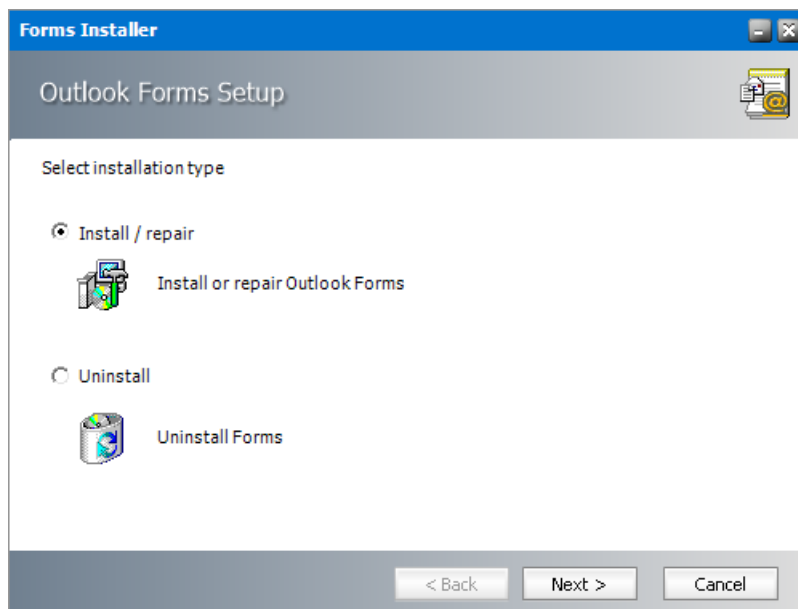 Forms Installer
Outlook Forms Setup
Select installation type
Install / repair
Install or repair Outlook Forms
Uninstall
Uninstall Forms
< Back Next > Cancel